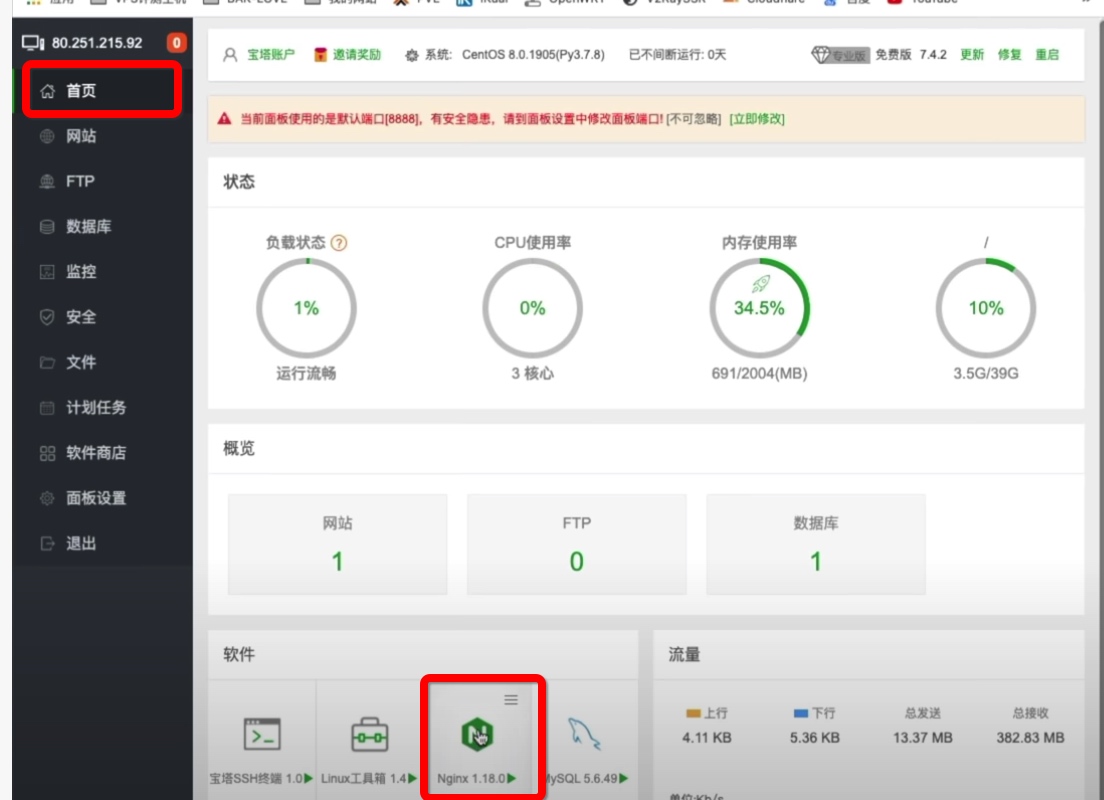 80.251.215.92 0
首页
网站
FTP
数据库
监控
安全
文件
计划任务
软件商店
面板设置
退出
宝塔账户 邀请奖励 系统: CentOS 8.0.1905(Py3.7.8) 已不间断运行: 0天 专业版 免费版 7.4.2 更新 修复 重启
当前面板使用的是默认端口[8888],有安全隐患,请到面板设置中修改面板端口! [不可忽略] [立即修改]
状态
负载状态 ? CPU使用率 内存使用率 /
1% 0% 34.5% 10%
运行流畅 3 核心 691/2004(MB) 3.5G/39G
概览
网站 FTP 数据库
1 0 1
软件
宝塔SSH终端 1.0 Linux工具箱 1.4 Nginx 1.18.0 MySQL 5.6.49
流量
上行 下行 总发送 总接收
4.11 KB 5.36 KB 13.37 MB 382.83 MB